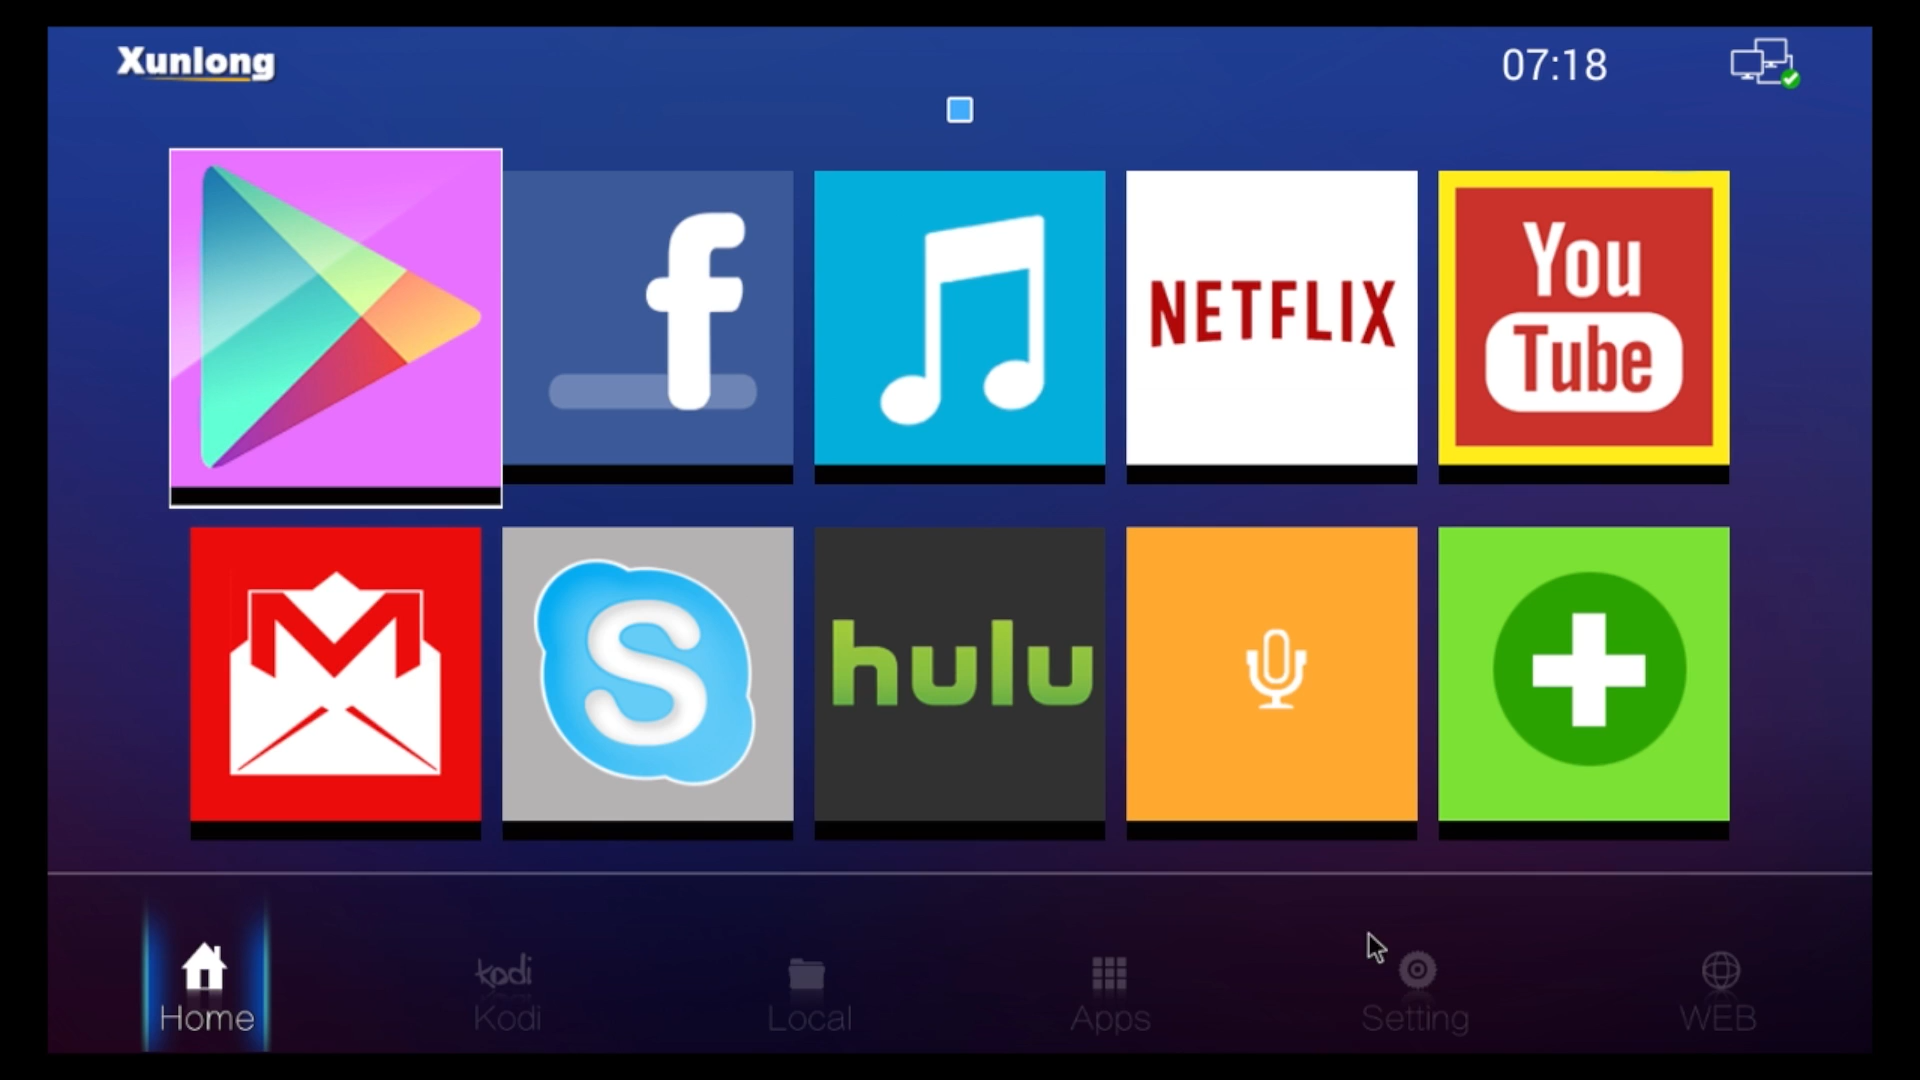 Xunlong
07:18
f
NETFLIX
You
Tube
M
S
hulu
kodi
Home
Kodi
Local
Apps
Setting
WEB